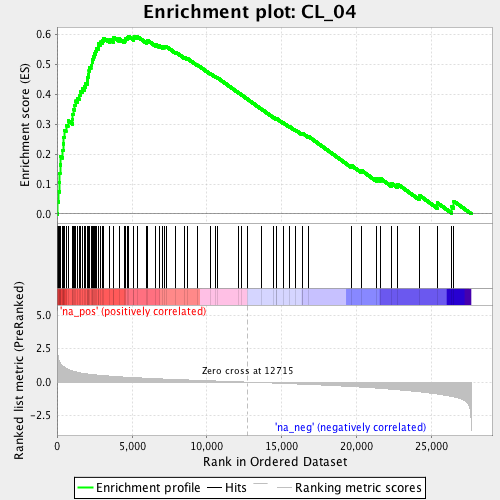 Enrichment plot: CL_04
Enrichment score (ES)
0.6
0.5
0.4
0.3
0.2
0.1
0.0
'na_pos' (positively correlated)
Ranked list metric (PreRanked)
5.0
2.5
0.0
-2.5
Zero cross at 12715
'na_neg' (negatively correlated)
0
5,000
10,000
15,000
20,000
25,000
Rank in Ordered Dataset
Enrichment profile
Hits
Ranking metric scores